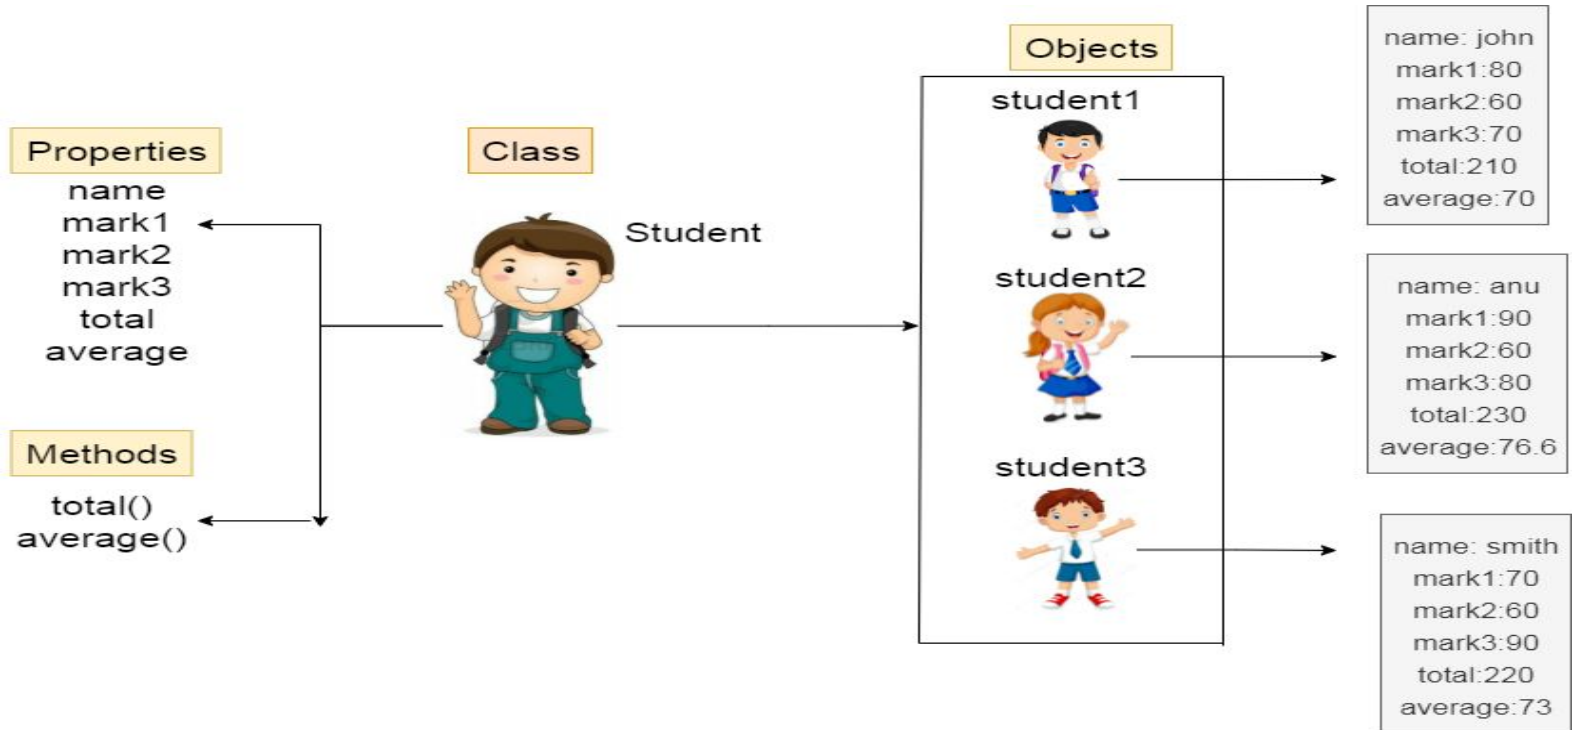 Properties
name
mark1
mark2
mark3
total
average
Methods
total()
average()
Class
Student
Objects
student1
student2
student3
name: john
mark1:80
mark2:60
mark3:70
total:210
average:70
name: anu
mark1:90
mark2:60
mark3:80
total:230
average:76.6
name: smith
mark1:70
mark2:60
mark3:90
total:220
average:73